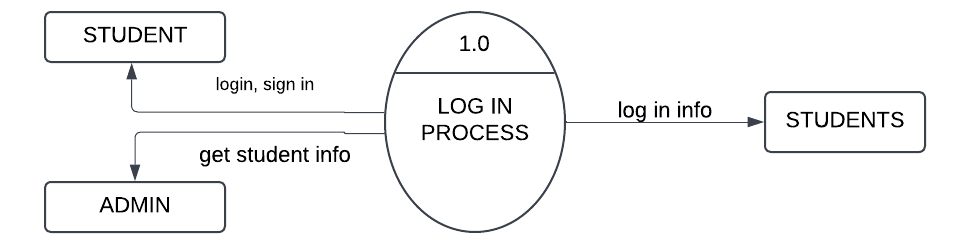 STUDENT
1.0
login, sign in
LOG IN
PROCESS
log in info
STUDENTS
get student info
ADMIN